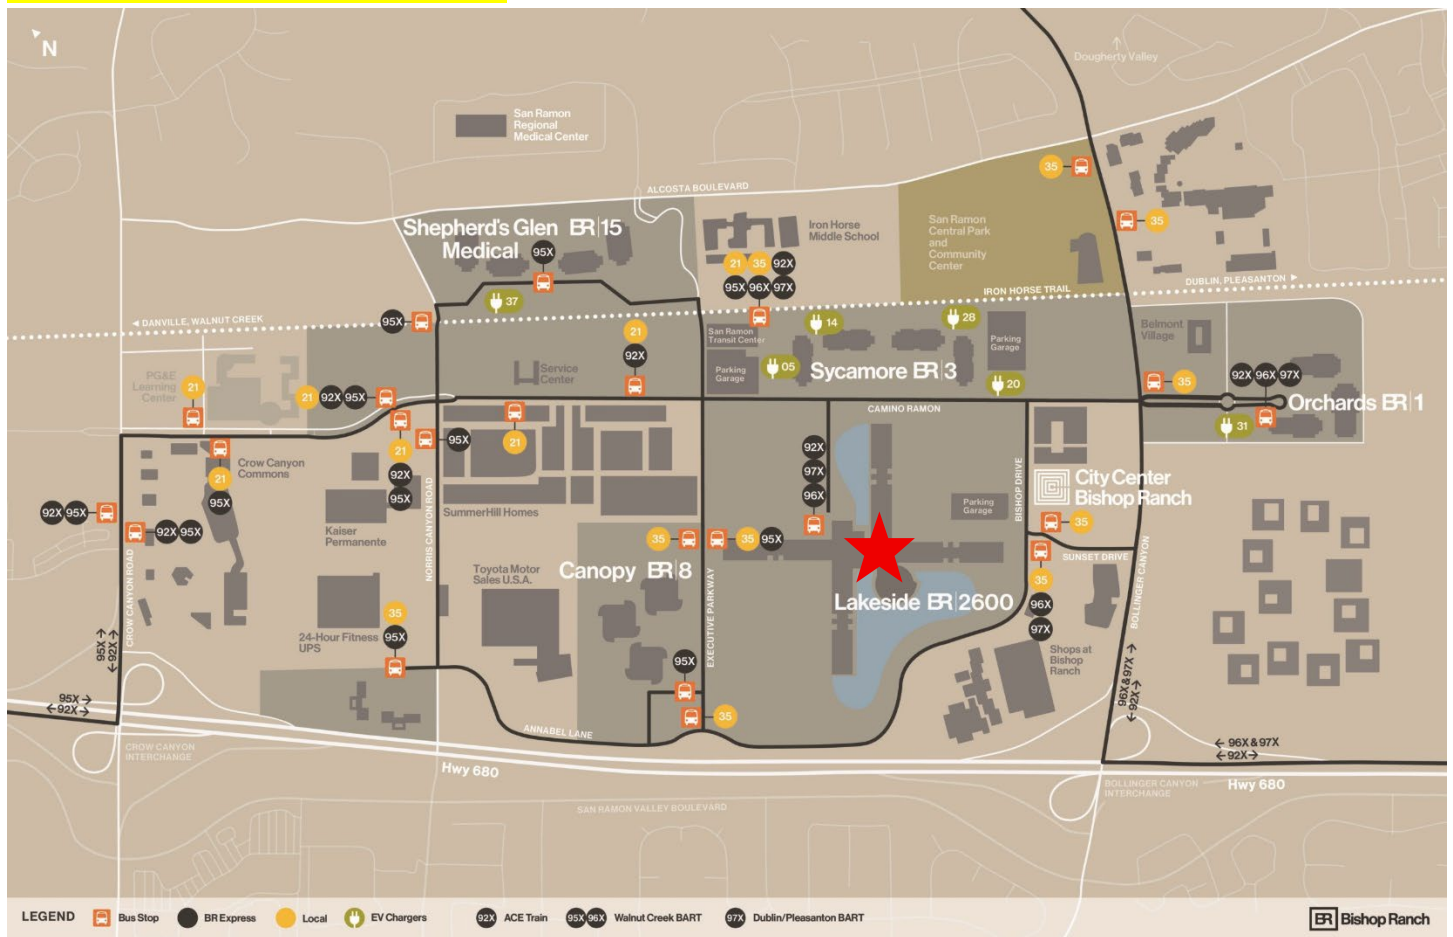 N
Dougherty Valley
San Ramon
Regional
Medical Center
35
ALCOSTA BOULEVARD
Shepherd's Glen BR|15
Medical
95X
Iron Horse
Middle School
San Ramon
Central Park
and
Community
Center
35
21 35 92X
95X 96X 97X
DUBLIN, PLEASANTON
IRON HORSE TRAIL
37
DANVILLE, WALNUT CREEK
95X
21
92X
San Ramon
Transit Center
14
28
Parking
Garage
Belmont
Village
PG&E
Learning
Center
21
21 92X 95X
Service
Center
Parking
Garage
05
Sycamore BR|3
20
35
92X 96X 97X
Orchards BR|1
31
CAMINO RAMON
21
92X
95X
95X
21
Crow Canyon
Commons
21
95X
92X
97X
96X
BISHOP DRIVE
City Center
Bishop Ranch
Parking
Garage
35
92X 95X
92X 95X
Kaiser
Permanente
NORRIS CANYON ROAD
SummerHill Homes
35
35 95X
SUNSET DRIVE
CROW CANYON ROAD
Toyota Motor
Sales U.S.A.
Canopy BR|8
EXECUTIVE PARKWAY
Lakeside BR|2600
35
96X
97X
BOLLINGER CANYON
24-Hour Fitness
UPS
35
95X
95X
Shops at
Bishop
Ranch
95X
92X
95X
92X
96X & 97X
92X
35
ANNABEL LANE
CROW CANYON
INTERCHANGE
Hwy 680
96X & 97X
92X
BOLLINGER CANYON
INTERCHANGE
Hwy 680
SAN RAMON VALLEY BOULEVARD
LEGEND Bus Stop BR Express Local EV Chargers 92X ACE Train 95X 96X Walnut Creek BART 97X Dublin/Pleasanton BART
BR Bishop Ranch